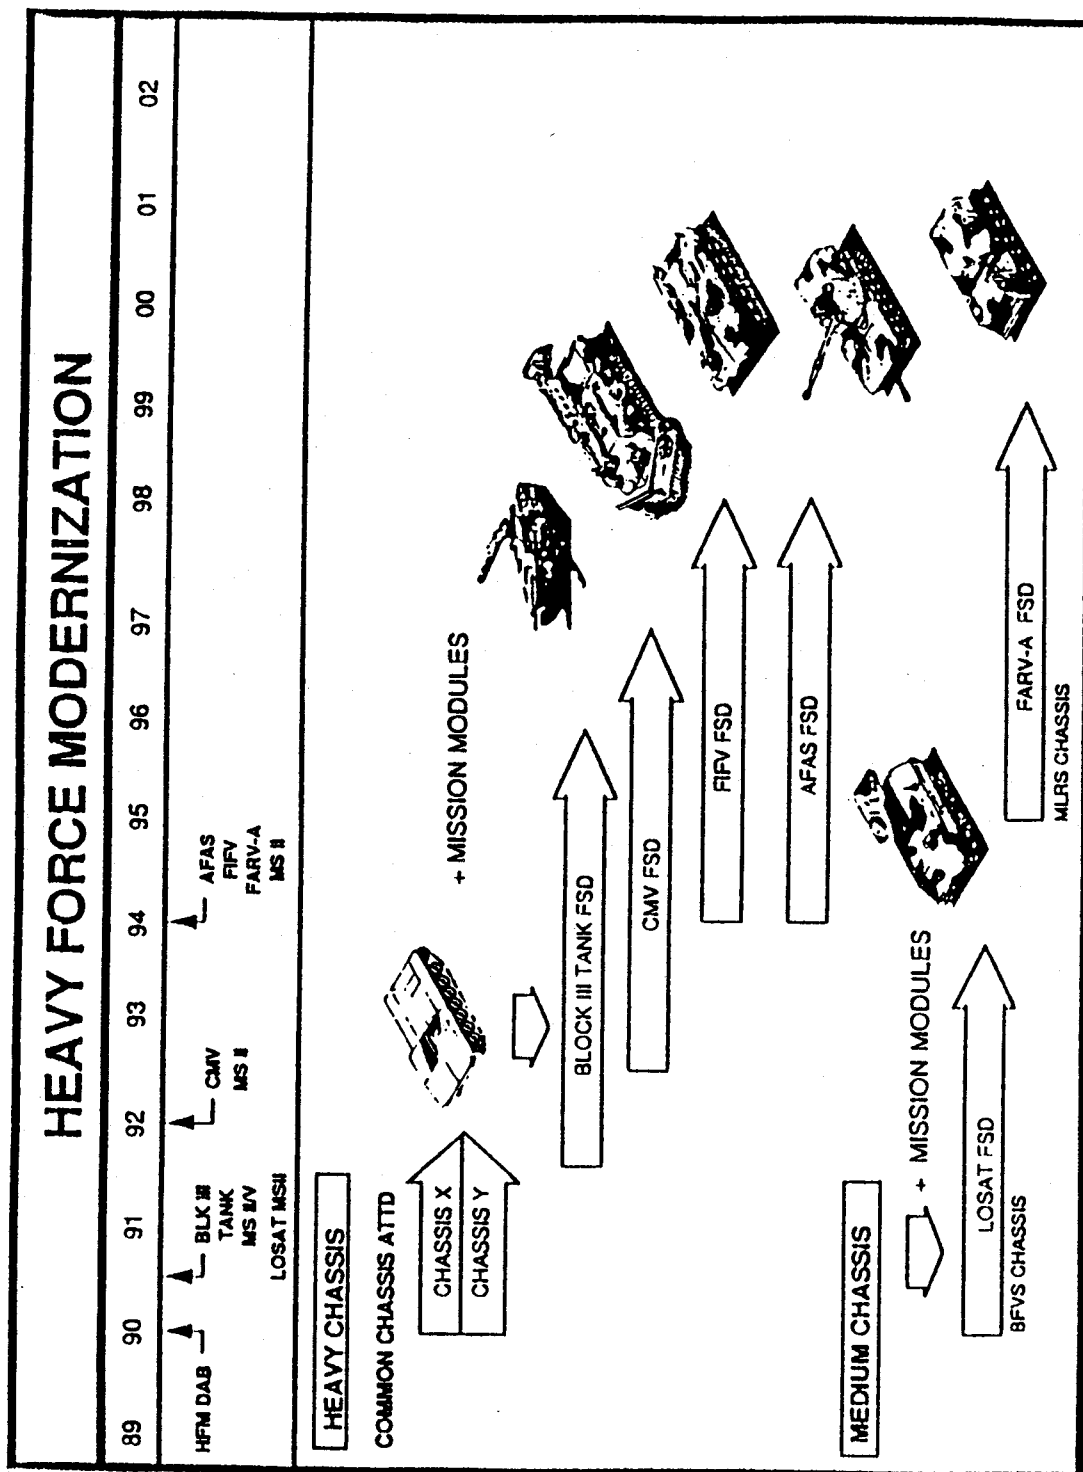 HEAVY FORCE MODERNIZATION
89 90 91 92 93 94 95 96 97 98 99 00 01 02
HFM DAB
BLK III
TANK
MS II/V
LOSAT MSII
CMV
MS II
AFAS
FIFV
FARV-A
MS II
HEAVY CHASSIS
COMMON CHASSIS ATTD
CHASSIS X
CHASSIS Y
+ MISSION MODULES
BLOCK III TANK FSD
CMV FSD
FIFV FSD
AFAS FSD
MEDIUM CHASSIS
+ MISSION MODULES
LOSAT FSD
BFVS CHASSIS
FARV-A FSD
MLRS CHASSIS